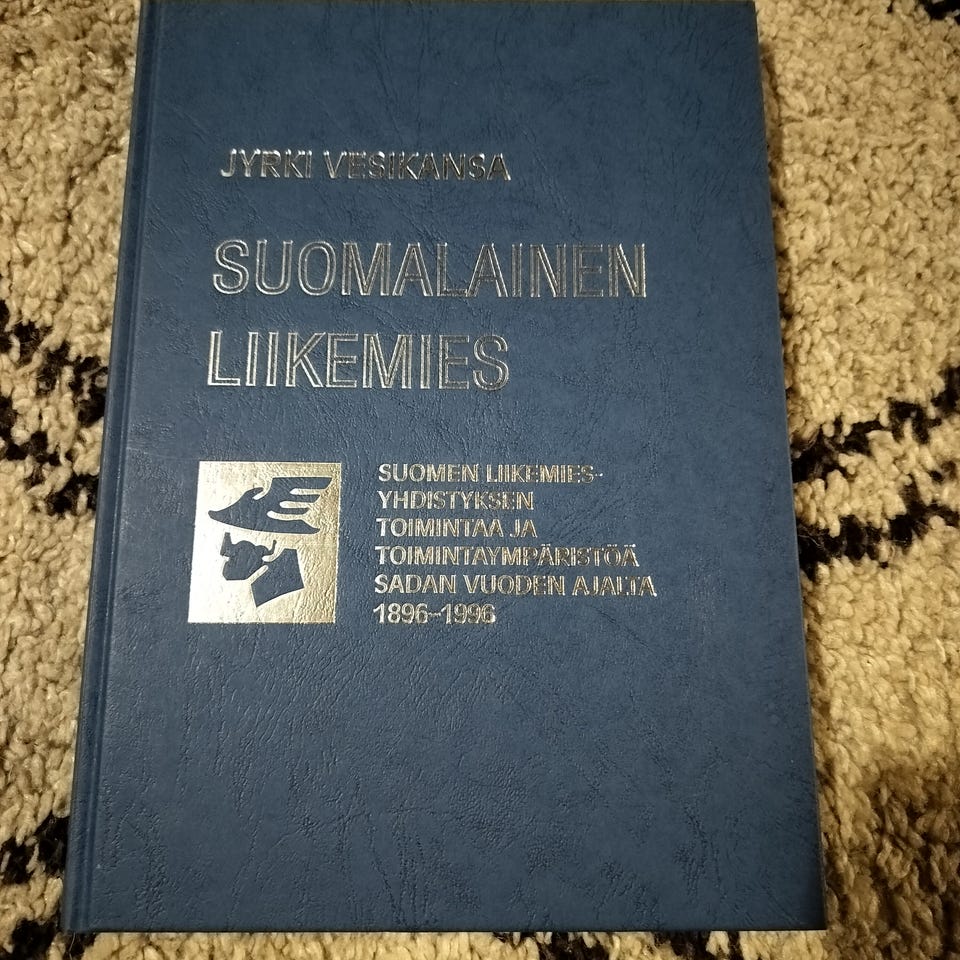 JYRKI VESIKANSA
SUOMALAINEN
LIIKEMIES
SUOMEN LIIKEMIES-
YHDISTYKSEN
TOIMINTAA JA
TOIMINTAYMPÄRISTÖÄ
SADAN VUODEN AJALTA
1896–1996